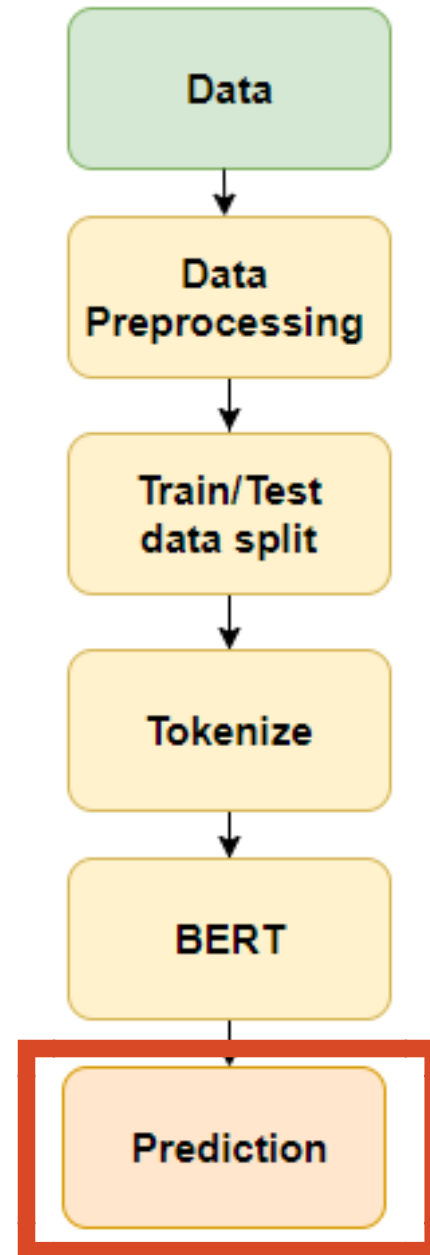 Data
Data
Preprocessing
Train/Test
data split
Tokenize
BERT
Prediction